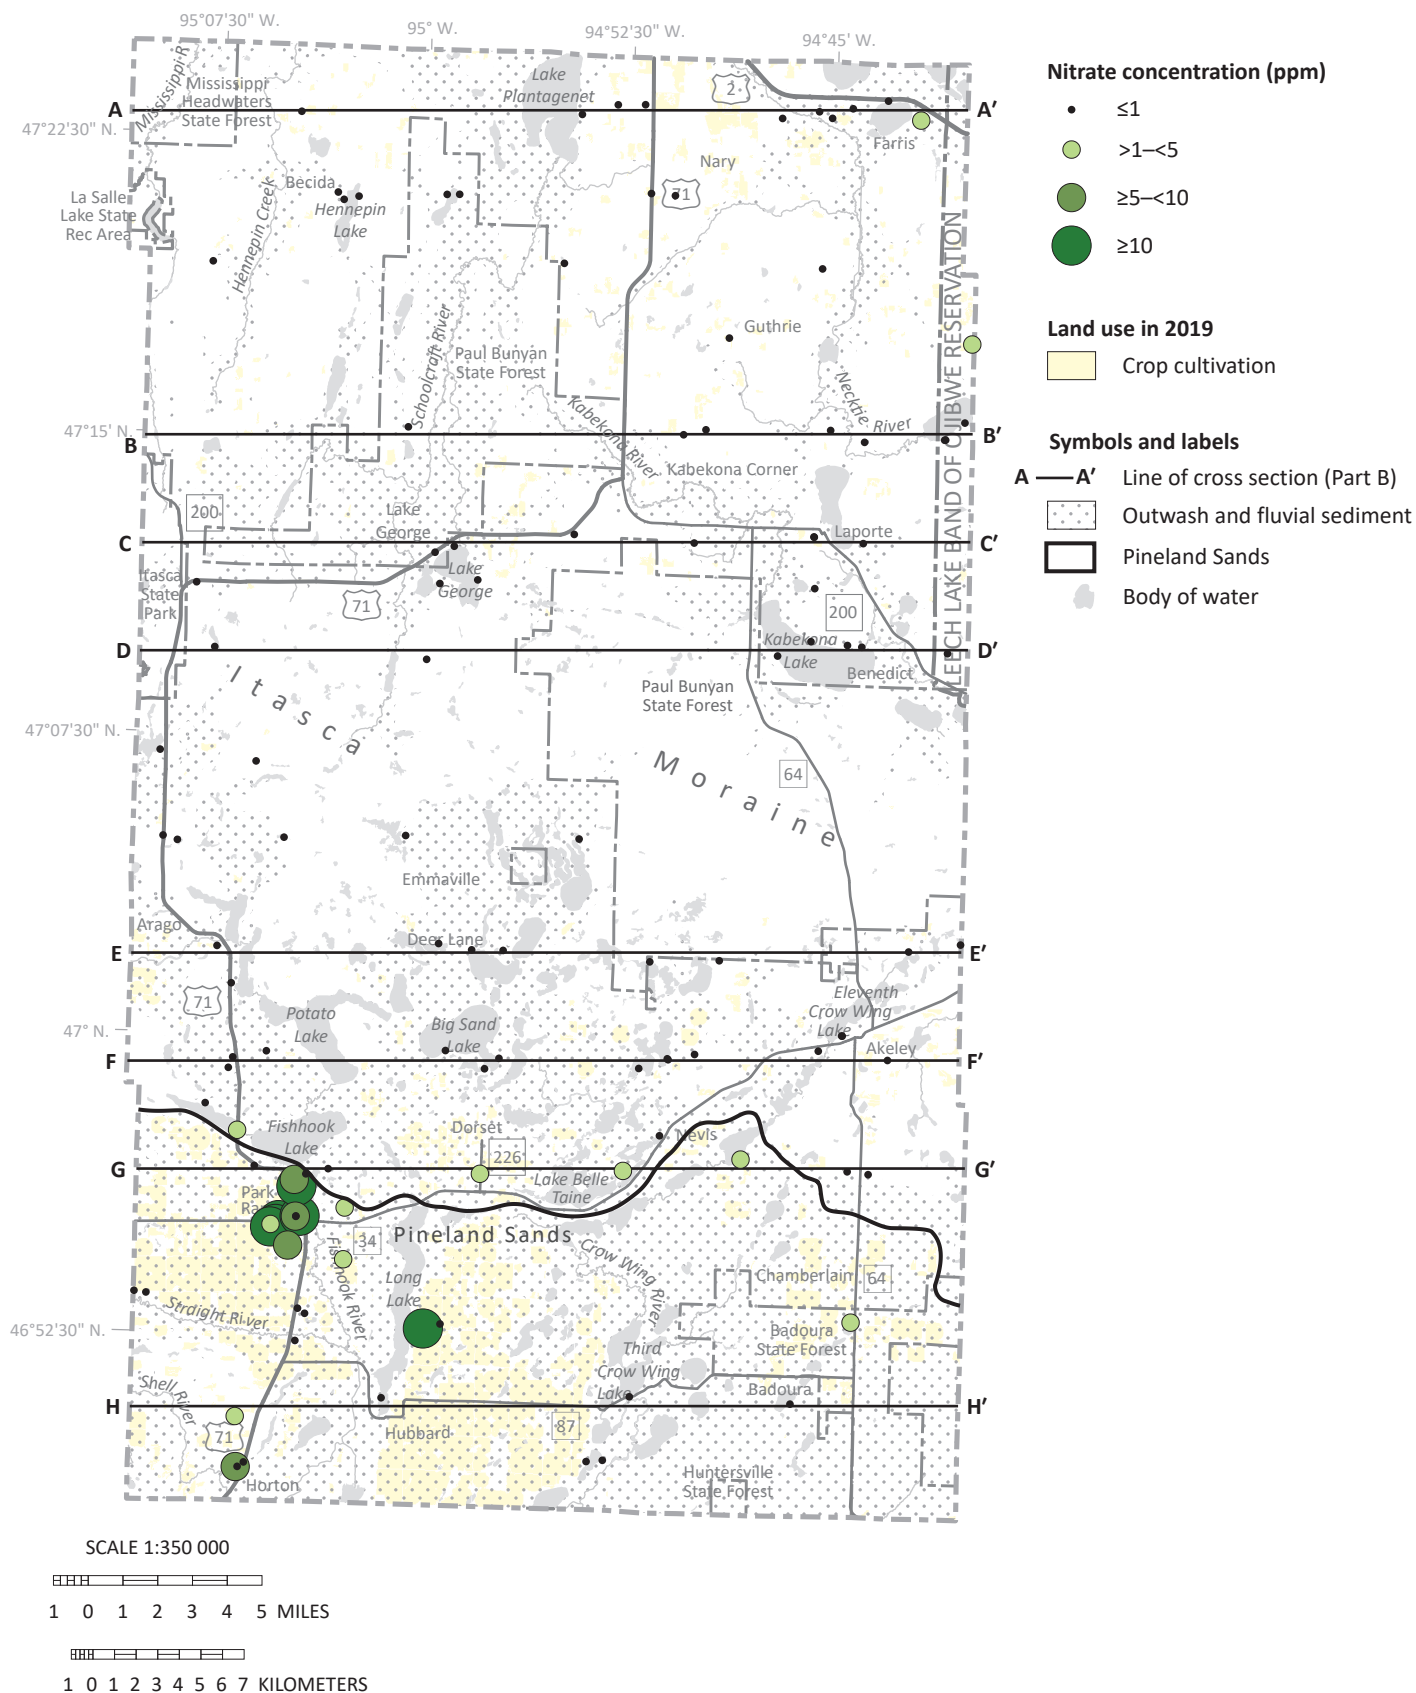 95°07'30" W.
95° W.
94°52'30" W.
94°45' W.
Mississippi R
Mississippi
Headwaters
State Forest
Lake
Plantagenet
2
A
A′
47°22'30" N.
Farris
Nary
Becida
Hennepin
Lake
71
La Salle
Lake State
Rec Area
Hennepin Creek
Schoolcraft River
Guthrie
Paul Bunyan
State Forest
Necktie River
Kabekona River
LEECH LAKE BAND OF OJIBWE RESERVATION
47°15' N.
B
B′
Kabekona Corner
200
Lake
George
Laporte
C
C′
Itasca
State
Park
Lake
George
71
200
Kabekona
Lake
D
D′
Benedict
Itasca
Paul Bunyan
State Forest
47°07'30" N.
Moraine
64
Emmaville
Arago
Deer Lane
E
E′
71
Potato
Lake
Big Sand
Lake
Eleventh
Crow Wing
Lake
47° N.
F
F′
Akeley
Fishhook
Lake
Dorset
226
Nevis
G
G′
Lake Belle
Taine
Park
34
Pineland Sands
Fishhook River
Crow Wing River
Long
Lake
Chamberlain
64
Straight River
46°52'30" N.
Badoura
State Forest
Third
Crow Wing
Lake
Shell River
Badoura
H
H′
71
Hubbard
87
Horton
Huntersville
State Forest
Nitrate concentration (ppm)
≤1
>1–<5
≥5–<10
≥10
Land use in 2019
Crop cultivation
Symbols and labels
A A′ Line of cross section (Part B)
Outwash and fluvial sediment
Pineland Sands
Body of water
SCALE 1:350 000
1 0 1 2 3 4 5 MILES
1 0 1 2 3 4 5 6 7 KILOMETERS